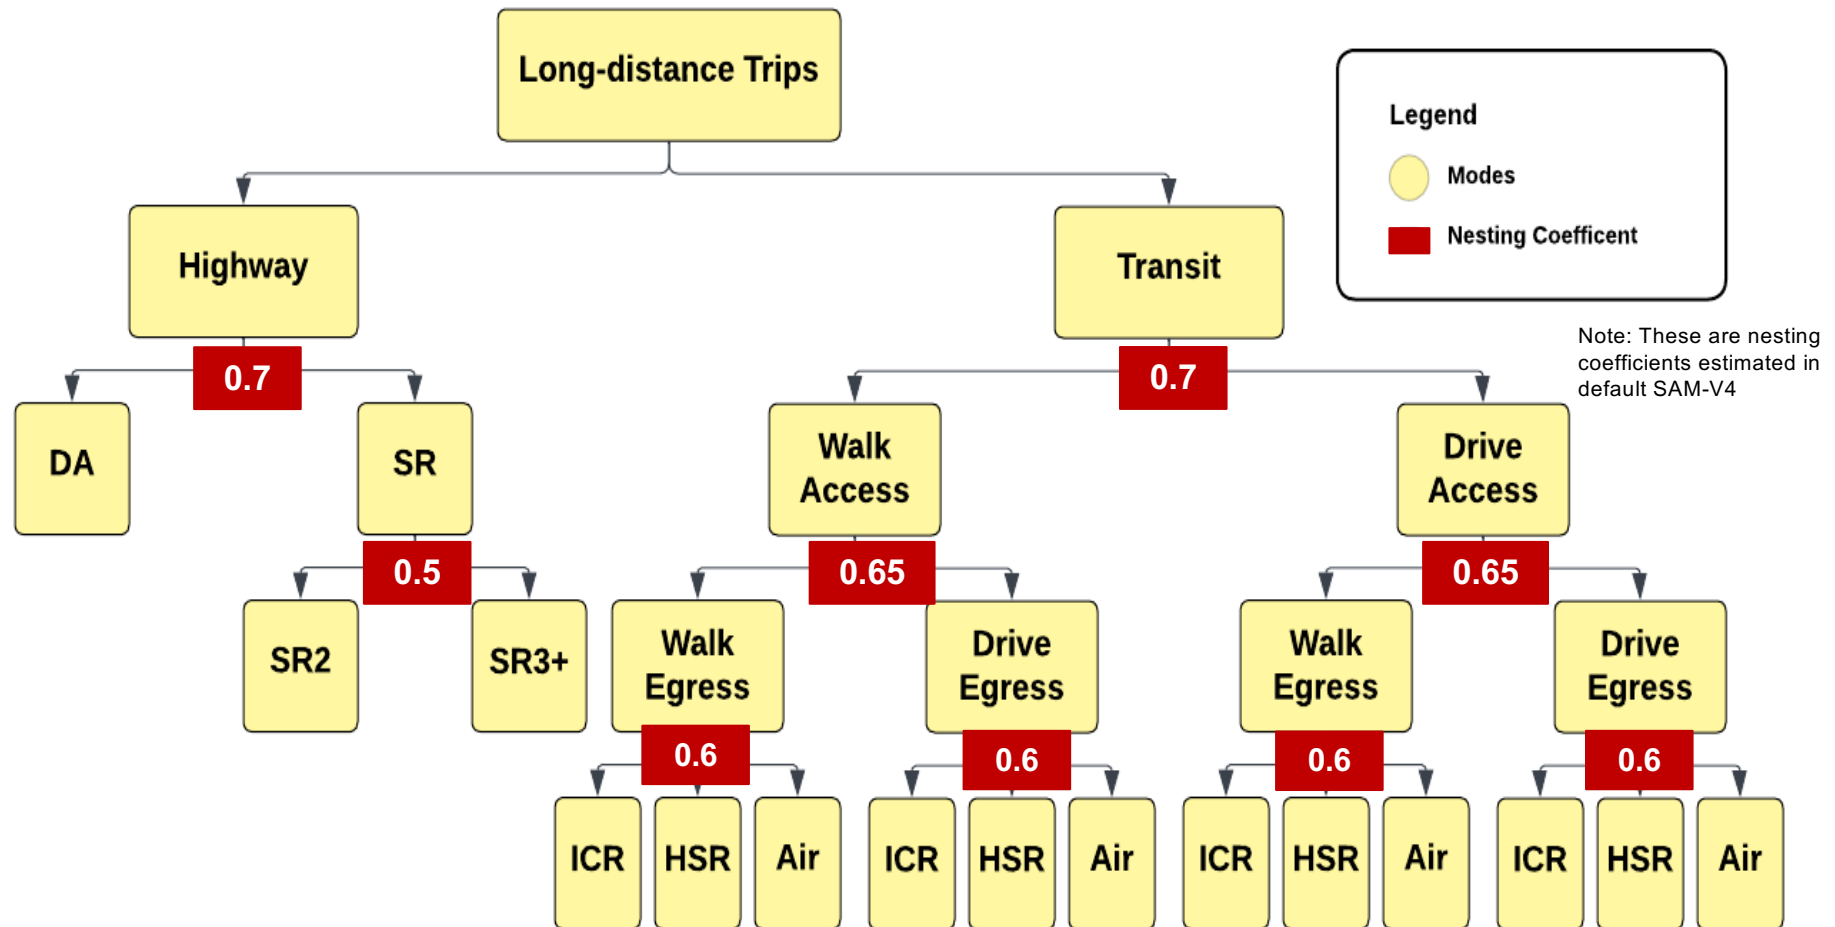 Long-distance Trips
Legend
Modes
Nesting Coefficent
Highway
Transit
Note: These are nesting
coefficients estimated in
default SAM-V4
0.7
0.7
DA
SR
Walk
Access
Drive
Access
0.5
0.65
0.65
SR2
SR3+
Walk
Egress
Drive
Egress
Walk
Egress
Drive
Egress
0.6
0.6
0.6
0.6
ICR
HSR
Air
ICR
HSR
Air
ICR
HSR
Air
ICR
HSR
Air